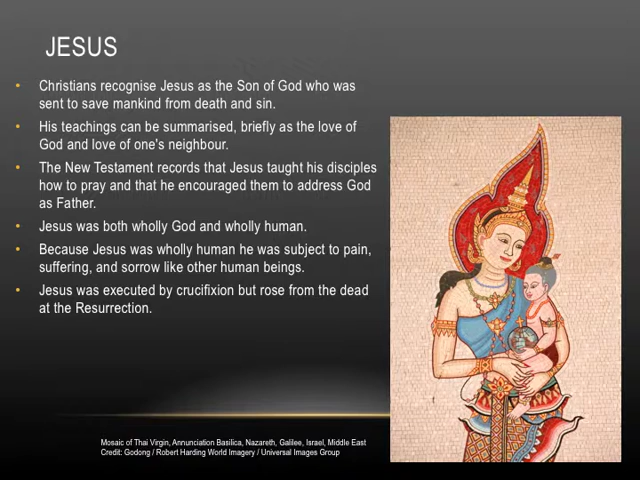 JESUS
Christians recognise Jesus as the Son of God who was
sent to save mankind from death and sin.
His teachings can be summarised, briefly as the love of
God and love of one's neighbour.
The New Testament records that Jesus taught his disciples
how to pray and that he encouraged them to address God
as Father.
Jesus was both wholly God and wholly human.
Because Jesus was wholly human he was subject to pain,
suffering, and sorrow like other human beings.
Jesus was executed by crucifixion but rose from the dead
at the Resurrection.
Mosaic of Thai Virgin, Annunciation Basilica, Nazareth, Galilee, Israel, Middle East
Credit: Godong / Robert Harding World Imagery / Universal Images Group